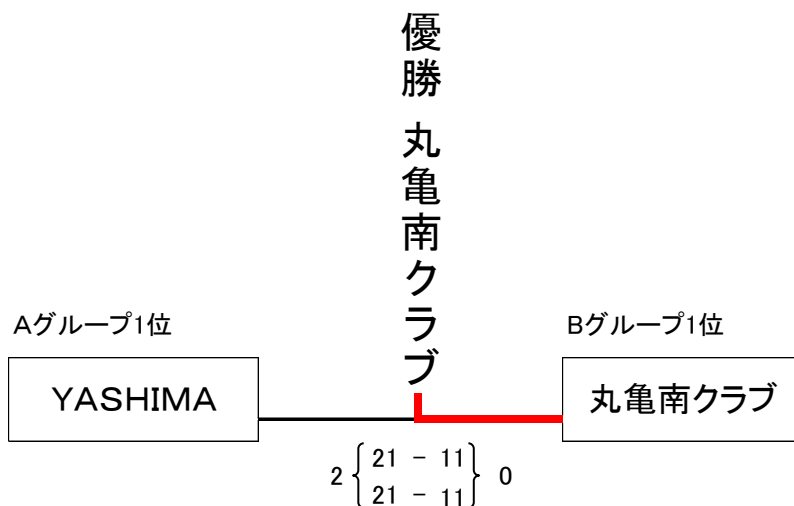 優勝 丸亀南クラブ
Aグループ1位
Bグループ1位
YASHIMA
丸亀南クラブ
2 { 21 - 11 } 0
21 - 11